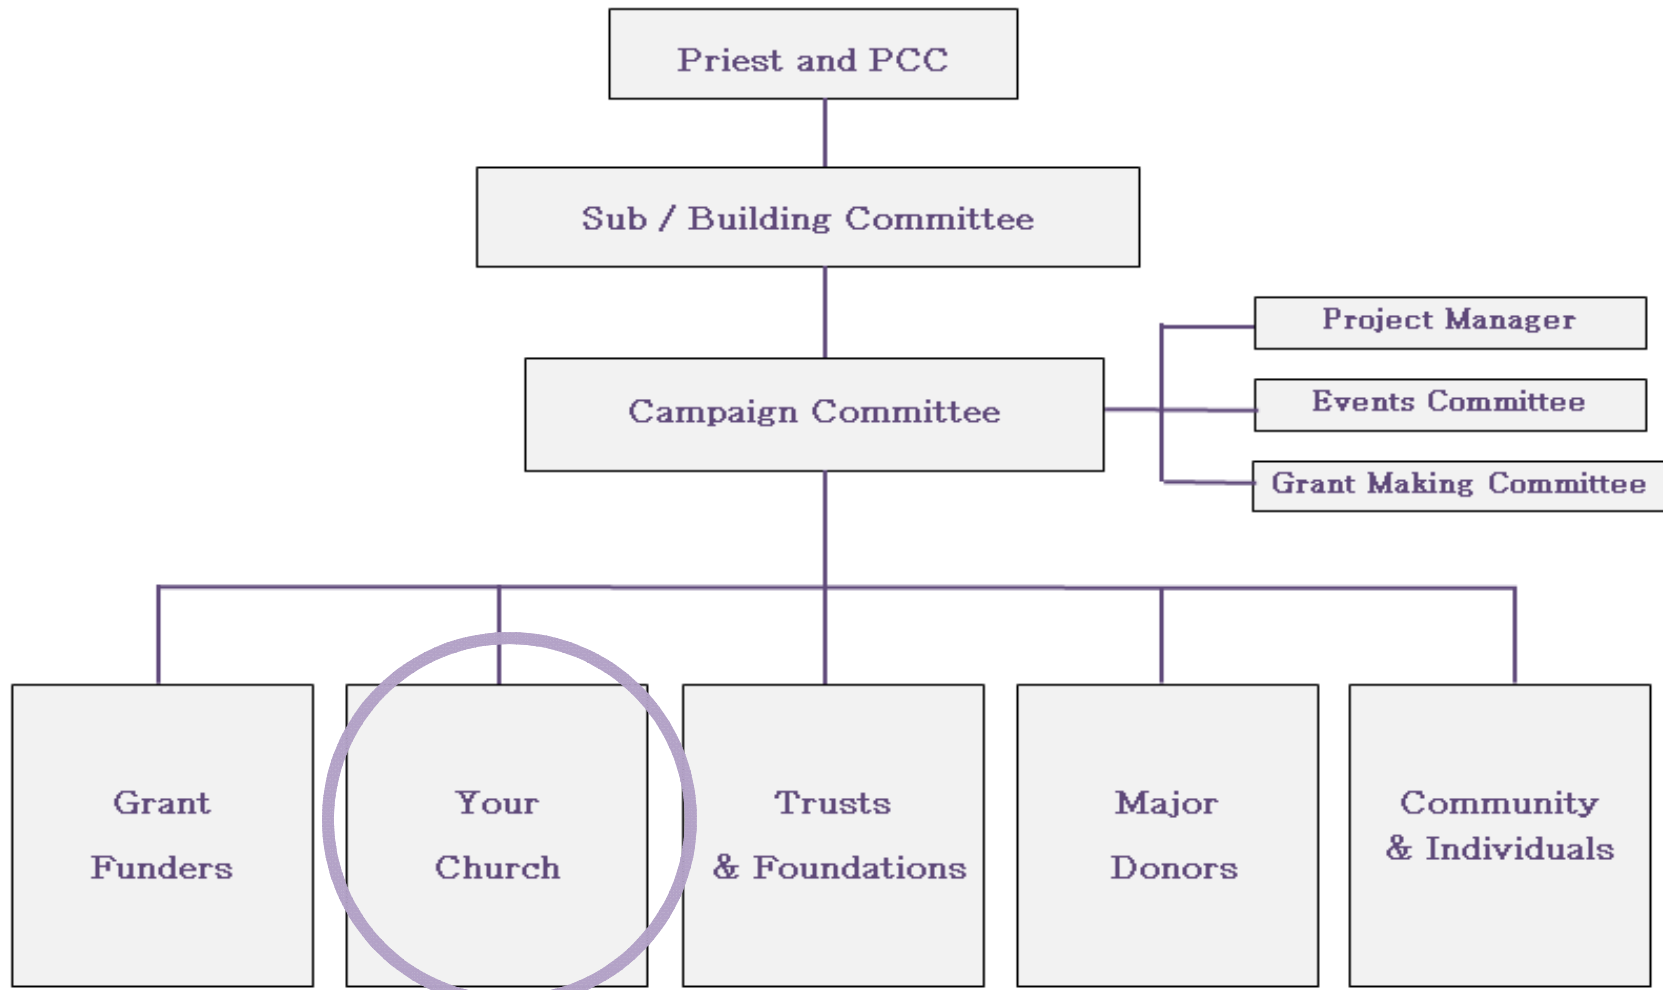 Priest and PCC
Sub / Building Committee
Project Manager
Events Committee
Campaign Committee
Grant Making Committee
Grant
Funders
Your
Church
Trusts
& Foundations
Major
Donors
Community
& Individuals